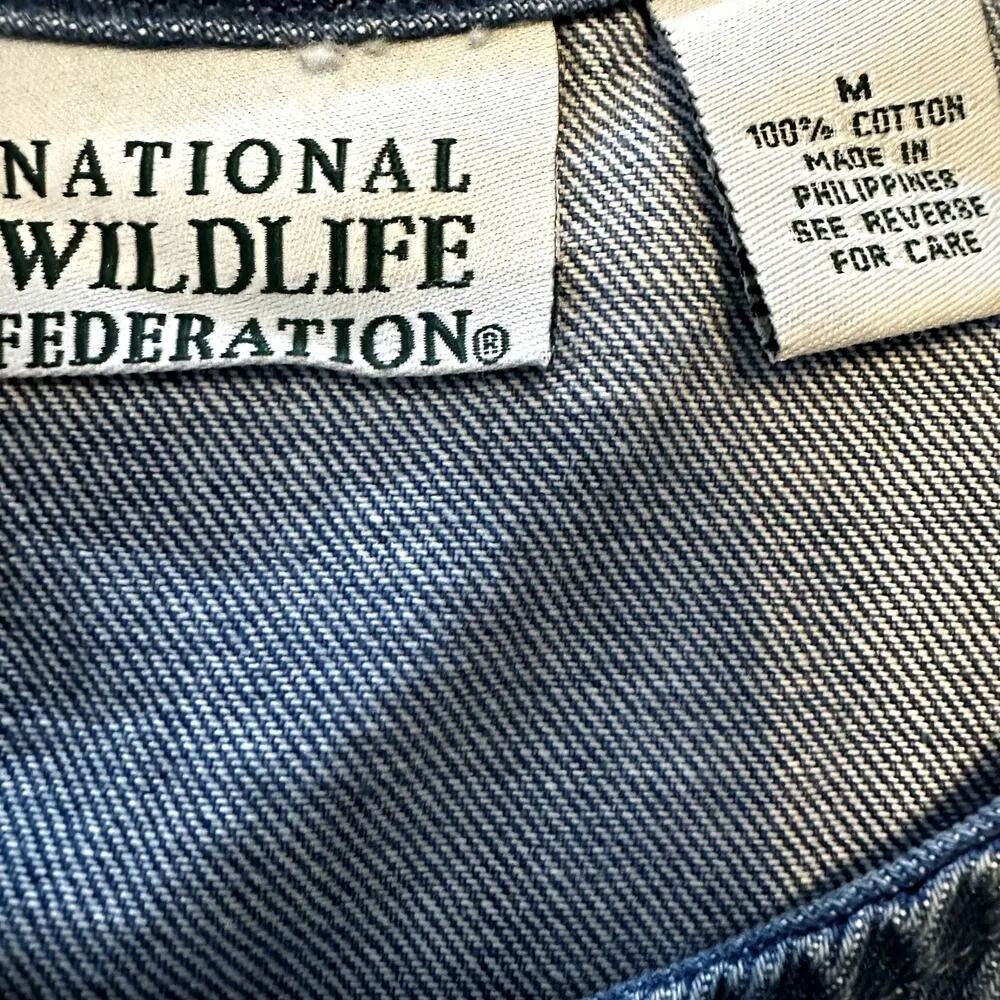 NATIONAL
WILDLIFE
FEDERATION®
M
100% COTTON
MADE IN
PHILIPPINES
SEE REVERSE
FOR CARE